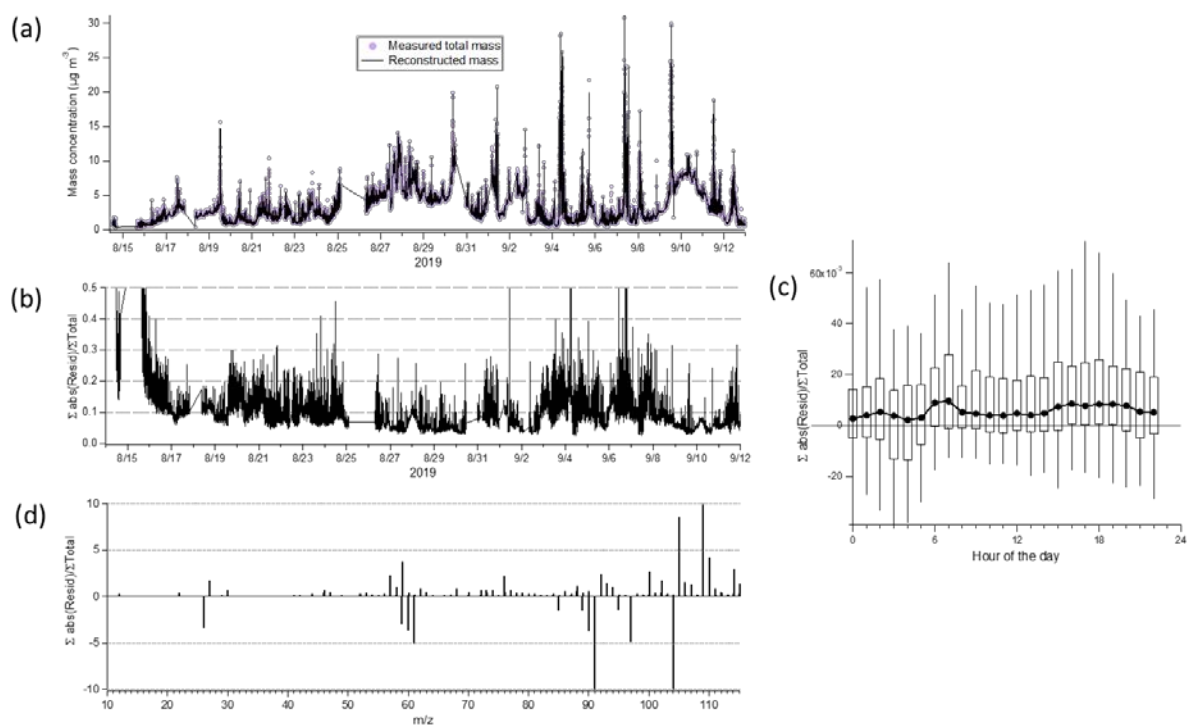 (a)
Mass concentration (µg m-3)
30
25
20
15
10
5
0
Measured total mass
Reconstructed mass
8/15 8/17 8/19 8/21 8/23 8/25 8/27 8/29 8/31 9/2 9/4 9/6 9/8 9/10 9/12
2019
(b)
Σ abs(Resid)/ΣTotal
0.5
0.4
0.3
0.2
0.1
0.0
8/15 8/17 8/19 8/21 8/23 8/25 8/27 8/29 8/31 9/2 9/4 9/6 9/8 9/10 9/12
2019
(c)
Σ abs(Resid)/ΣTotal
60x10-3
40
20
0
-20
0 6 12 18 24
Hour of the day
(d)
Σ abs(Resid)/ΣTotal
10
5
0
-5
-10
10 20 30 40 50 60 70 80 90 100 110
m/z